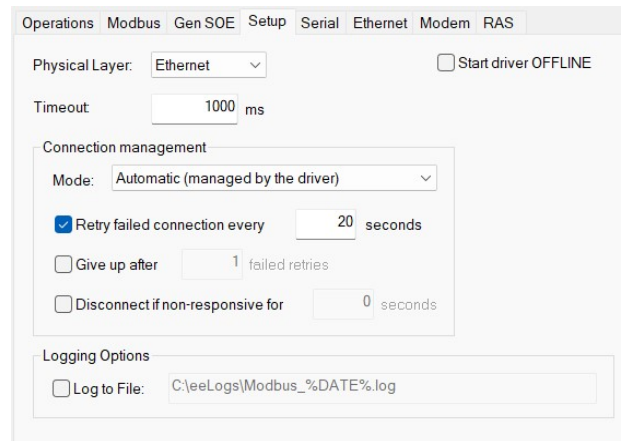 Operations Modbus Gen SOE Setup Serial Ethernet Modem RAS
Physical Layer: Ethernet Start driver OFFLINE
Timeout: 1000 ms
Connection management
Mode: Automatic (managed by the driver)
Retry failed connection every 20 seconds
Give up after 1 failed retries
Disconnect if non-responsive for 0 seconds
Logging Options
Log to File: C:\eeLogs\Modbus_%DATE%.log